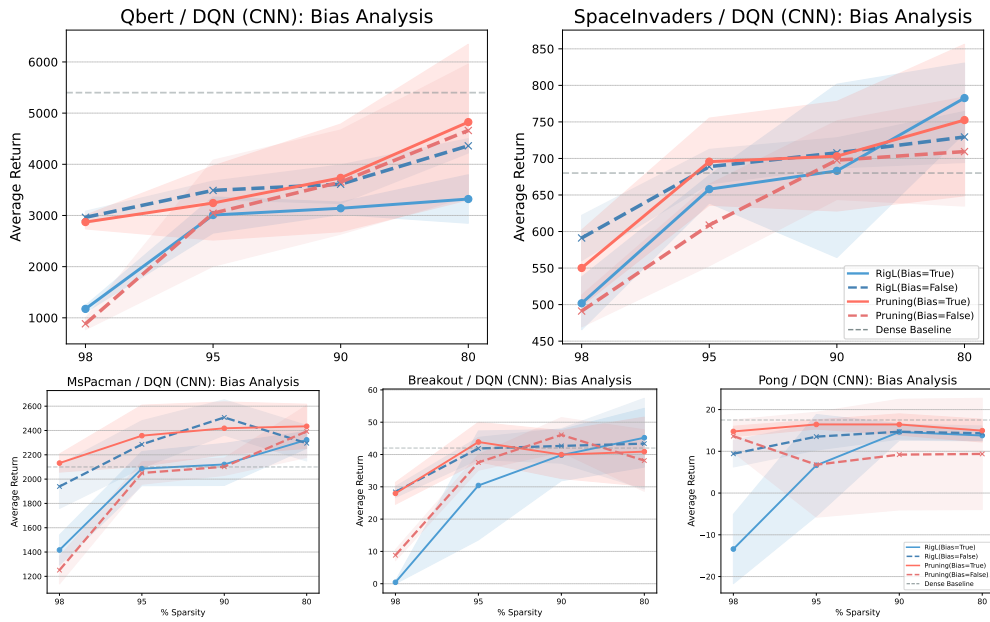 Qbert / DQN (CNN): Bias Analysis
Average Return
6000
5000
4000
3000
2000
1000
98
95
90
80
SpaceInvaders / DQN (CNN): Bias Analysis
Average Return
850
800
750
700
650
600
550
500
450
98
95
90
80
RigL(Bias=True)
RigL(Bias=False)
Pruning(Bias=True)
Pruning(Bias=False)
Dense Baseline
MsPacman / DQN (CNN): Bias Analysis
Average Return
2600
2400
2200
2000
1800
1600
1400
1200
98
95
90
80
% Sparsity
Breakout / DQN (CNN): Bias Analysis
Average Return
60
50
40
30
20
10
0
98
95
90
80
% Sparsity
Pong / DQN (CNN): Bias Analysis
Average Return
20
10
0
−10
−20
98
95
90
80
% Sparsity
RigL(Bias=True)
RigL(Bias=False)
Pruning(Bias=True)
Pruning(Bias=False)
Dense Baseline